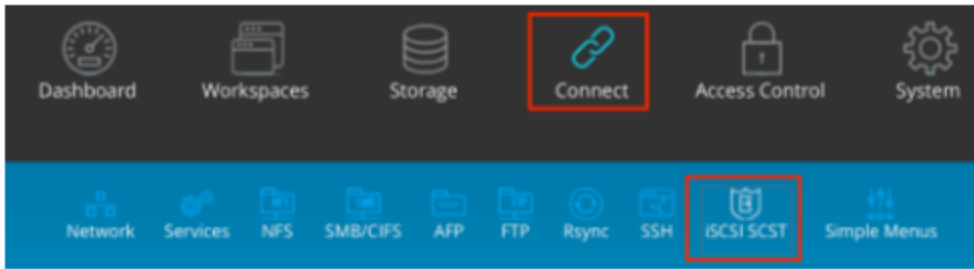 Dashboard Workspaces Storage Connect Access Control System
Network Services NFS SMB/CIFS AFP FTP Rsync SSH iSCSI SCST Simple Menus